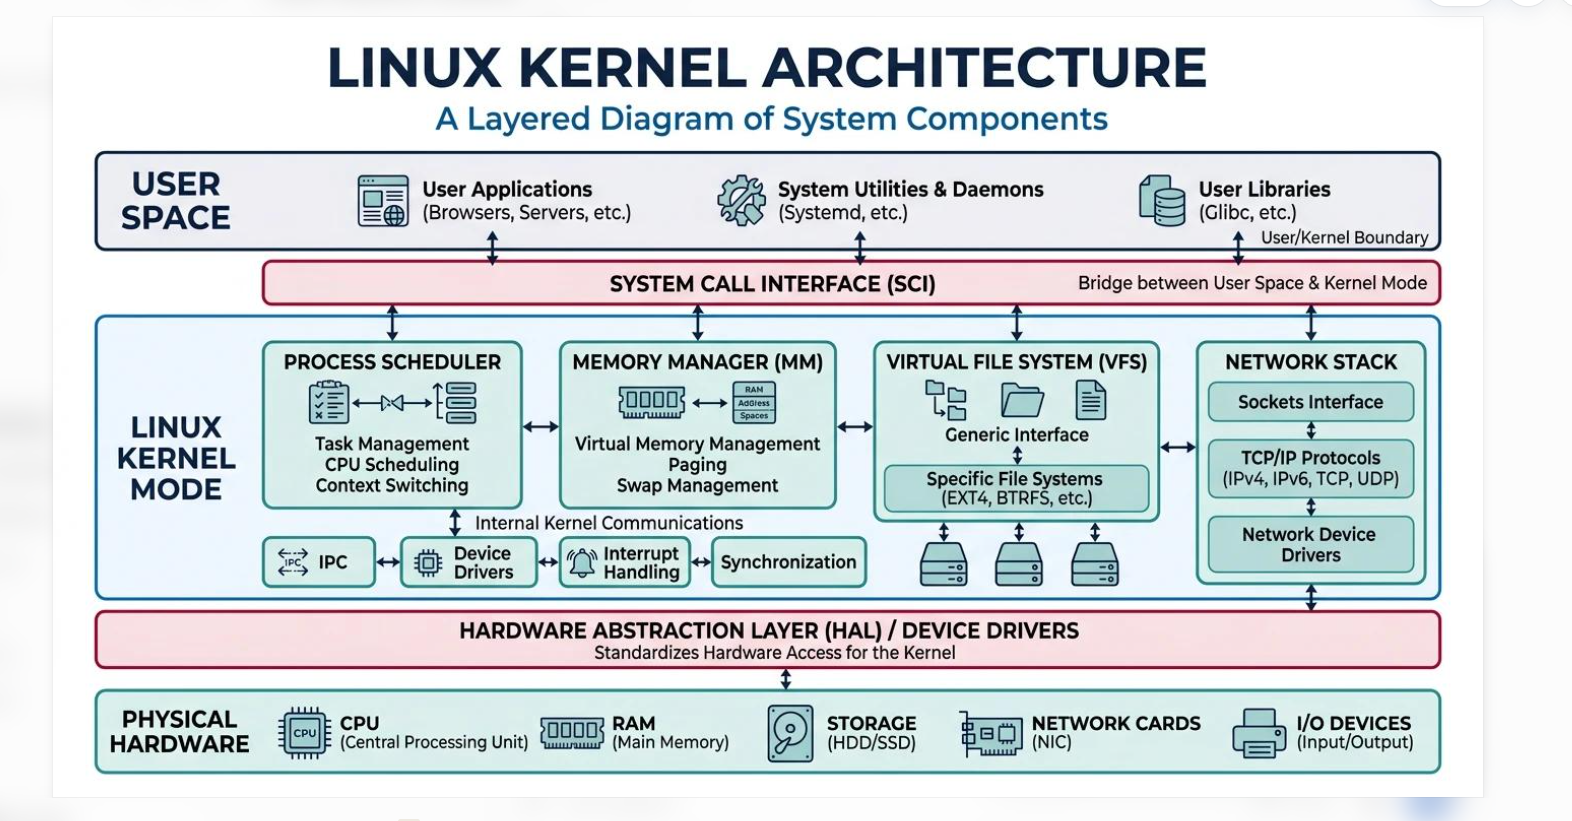 LINUX KERNEL ARCHITECTURE
A Layered Diagram of System Components
USER
SPACE
User Applications
(Browsers, Servers, etc.)
System Utilities & Daemons
(Systemd, etc.)
User Libraries
(Glibc, etc.)
User/Kernel Boundary
SYSTEM CALL INTERFACE (SCI)
Bridge between User Space & Kernel Mode
LINUX
KERNEL
MODE
PROCESS SCHEDULER
Task Management
CPU Scheduling
Context Switching
MEMORY MANAGER (MM)
RAM
AdGless
Spaces
Virtual Memory Management
Paging
Swap Management
VIRTUAL FILE SYSTEM (VFS)
Generic Interface
Specific File Systems
(EXT4, BTRFS, etc.)
NETWORK STACK
Sockets Interface
TCP/IP Protocols
(IPv4, IPv6, TCP, UDP)
Network Device
Drivers
Internal Kernel Communications
IPC
IPC
Device
Drivers
Interrupt
Handling
Synchronization
HARDWARE ABSTRACTION LAYER (HAL) / DEVICE DRIVERS
Standardizes Hardware Access for the Kernel
PHYSICAL
HARDWARE
CPU
CPU
(Central Processing Unit)
RAM
(Main Memory)
STORAGE
(HDD/SSD)
NETWORK CARDS
(NIC)
I/O DEVICES
(Input/Output)